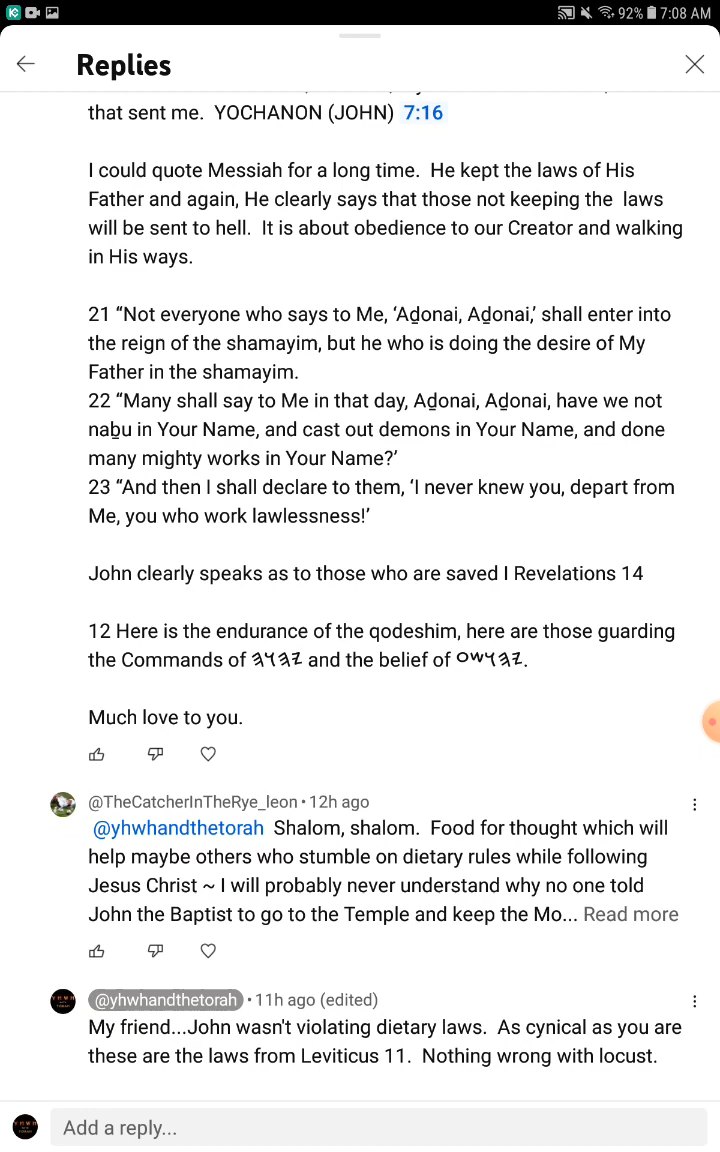 92% 7:08 AM
Replies
that sent me. YOCHANON (JOHN) 7:16
I could quote Messiah for a long time. He kept the laws of His
Father and again, He clearly says that those not keeping the laws
will be sent to hell. It is about obedience to our Creator and walking
in His ways.
21 “Not everyone who says to Me, ‘Aḏonai, Aḏonai,’ shall enter into
the reign of the shamayim, but he who is doing the desire of My
Father in the shamayim.
22 “Many shall say to Me in that day, Aḏonai, Aḏonai, have we not
naḇu in Your Name, and cast out demons in Your Name, and done
many mighty works in Your Name?’
23 “And then I shall declare to them, ‘I never knew you, depart from
Me, you who work lawlessness!’
John clearly speaks as to those who are saved I Revelations 14
12 Here is the endurance of the qodeshim, here are those guarding
the Commands of 𐤉𐤄𐤅𐤄 and the belief of 𐤉𐤄𐤅𐤔𐤏.
Much love to you.
@TheCatcherInTheRye_leon • 12h ago
@yhwhandthetorah Shalom, shalom. Food for thought which will
help maybe others who stumble on dietary rules while following
Jesus Christ ~ I will probably never understand why no one told
John the Baptist to go to the Temple and keep the Mo... Read more
@yhwhandthetorah • 11h ago (edited)
My friend...John wasn't violating dietary laws. As cynical as you are
these are the laws from Leviticus 11. Nothing wrong with locust.
Add a reply...